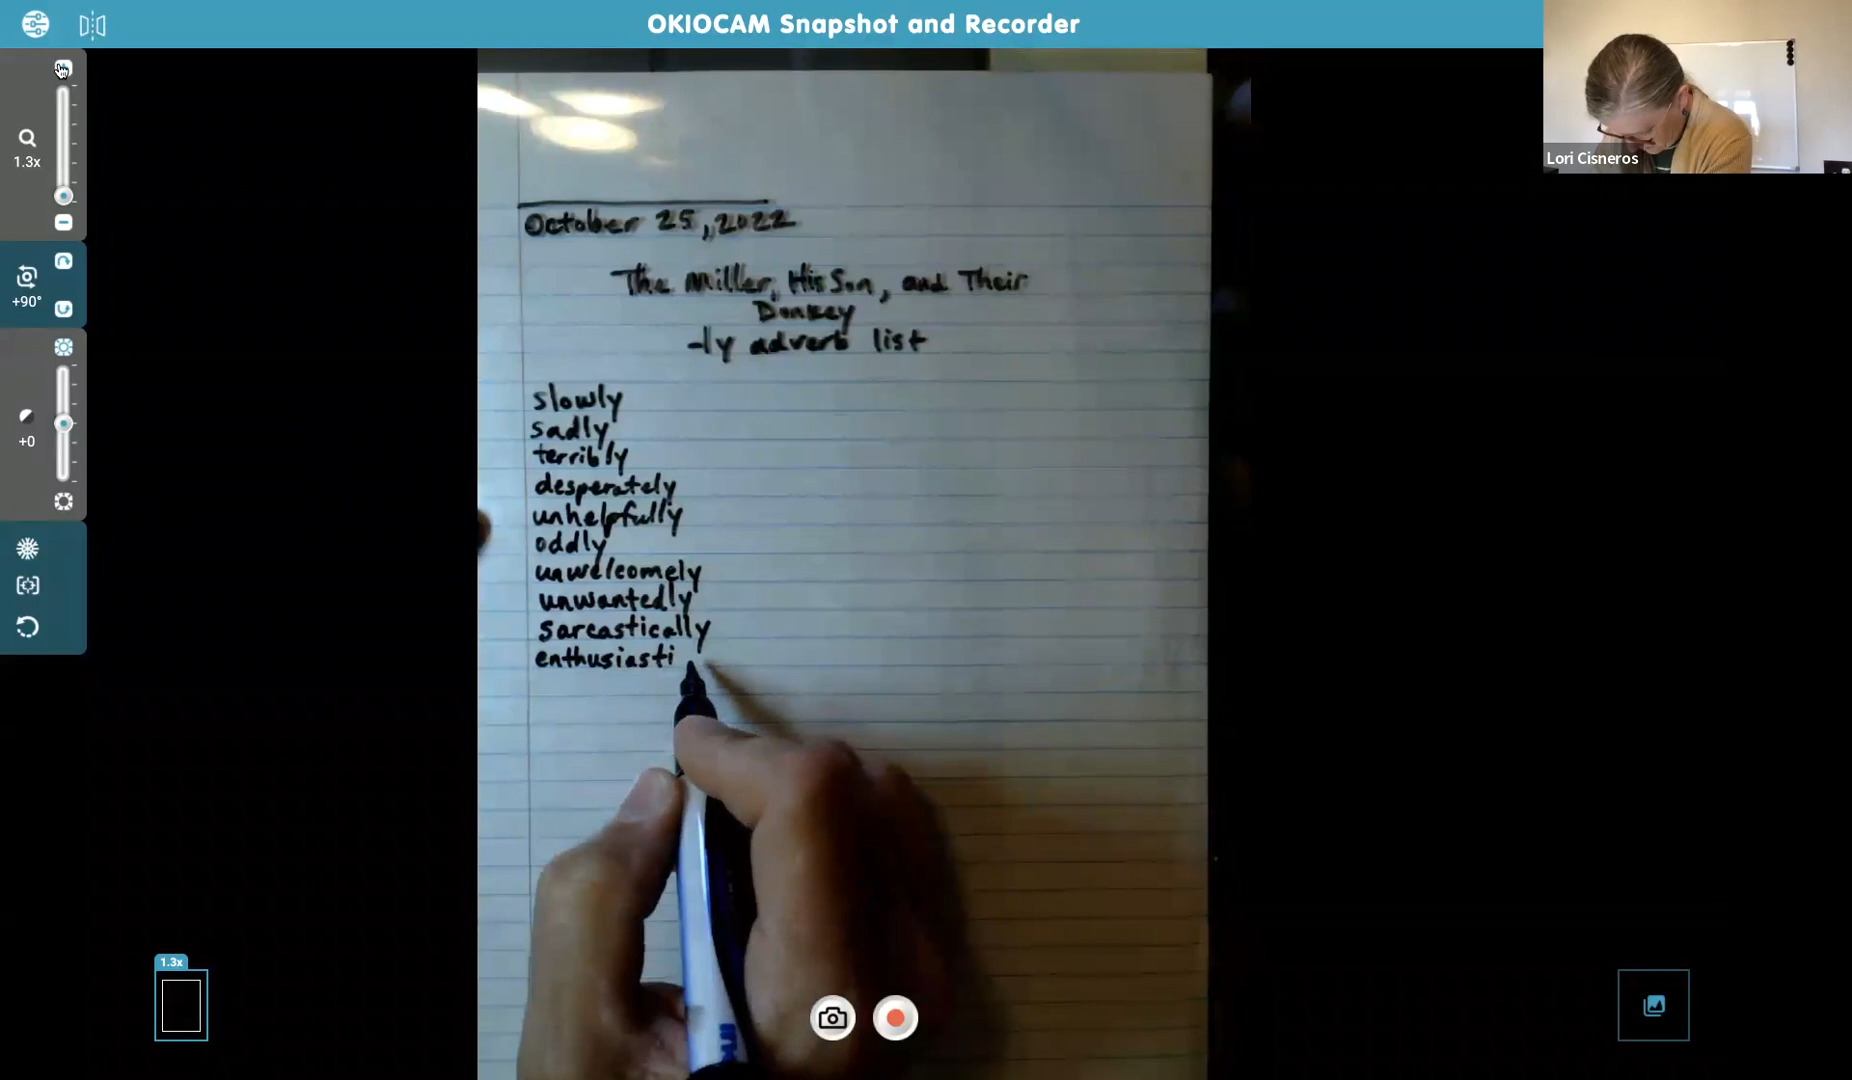 OKIOCAM Snapshot and Recorder
Lori Cisneros
1.3x
+90°
+0
October 25, 2022
The Miller, His Son, and Their
Donkey
-ly adverb list
slowly
sadly
terribly
desperately
unhelpfully
oddly
unwelcomely
unwantedly
sarcastically
enthusiasti
1.3x